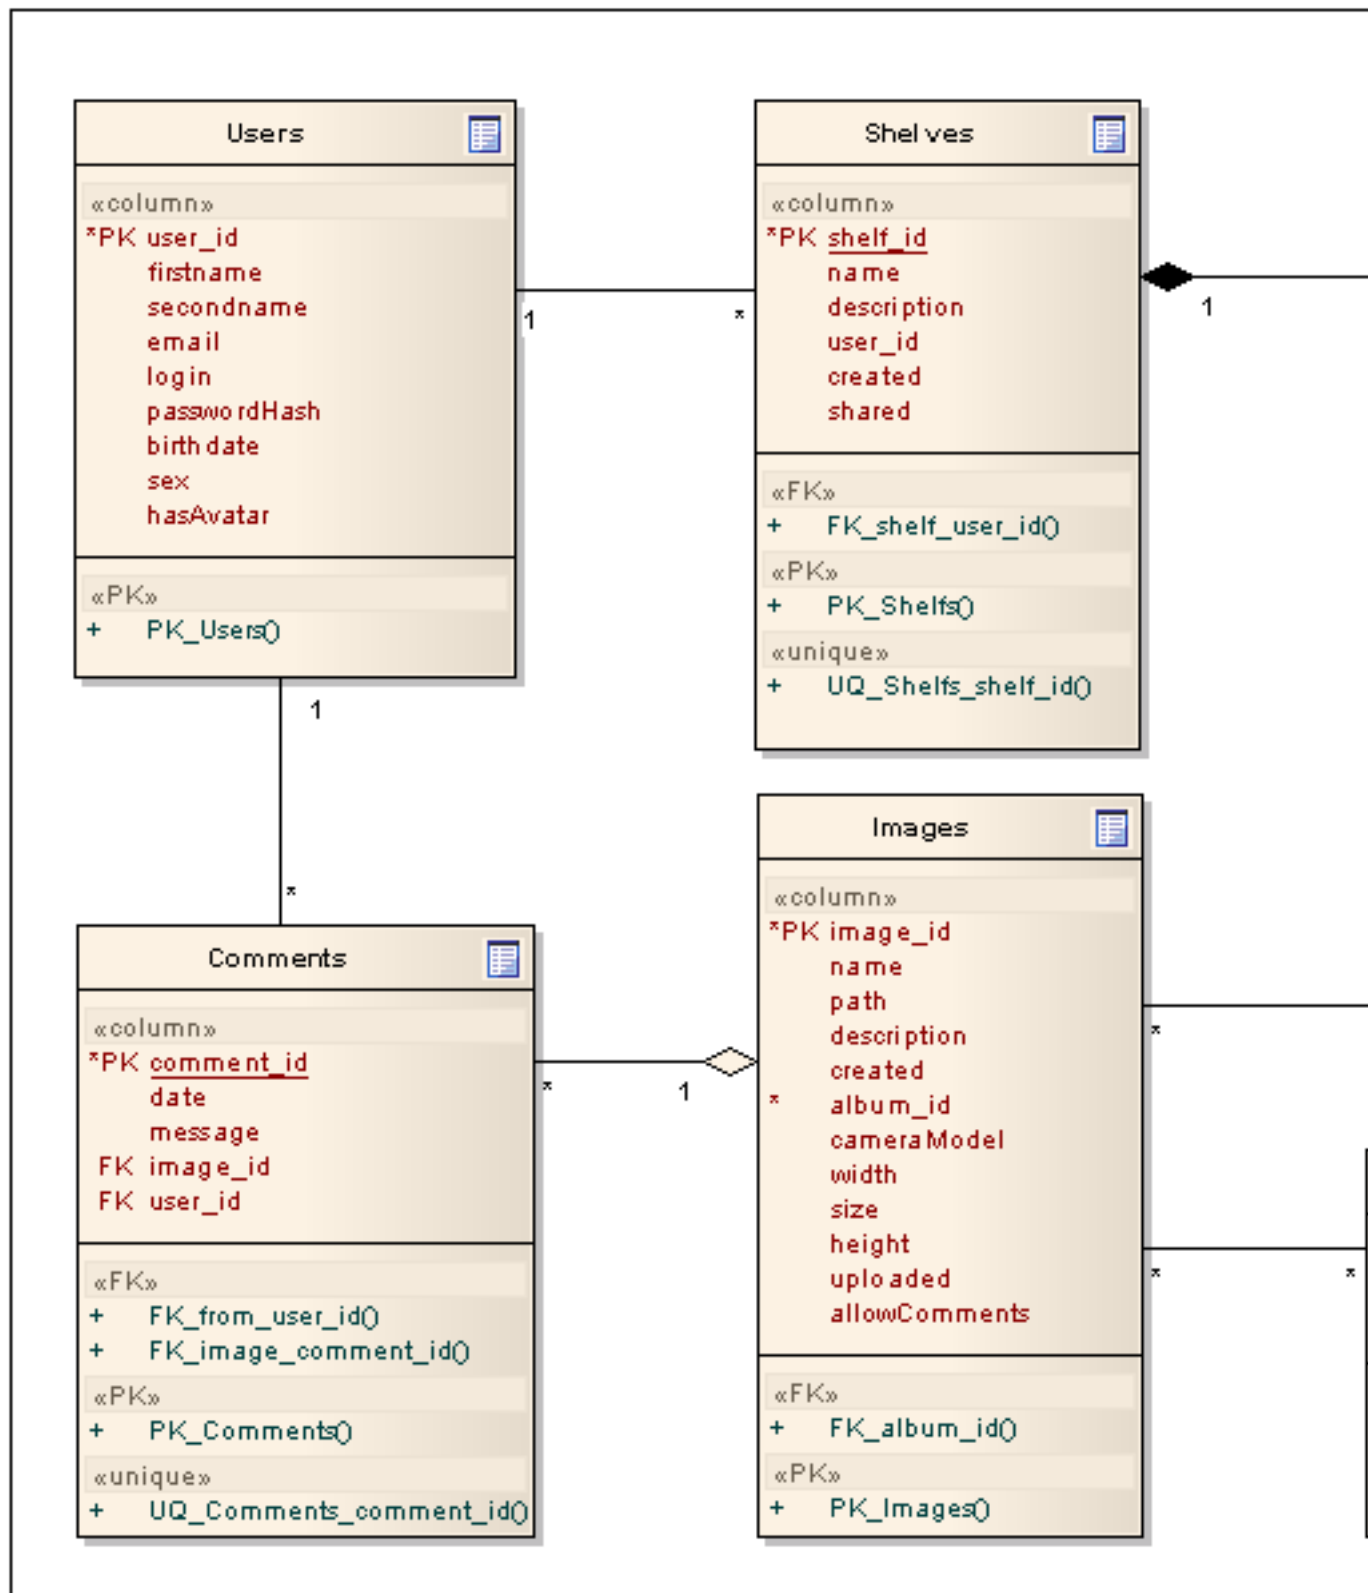 Users
«column»
*PK user_id
firstname
secondname
email
login
passwordHash
birthdate
sex
hasAvatar
«PK»
+ PK_Users()
1
*
Shelves
«column»
*PK shelf_id
name
description
user_id
created
shared
«FK»
+ FK_shelf_user_id()
«PK»
+ PK_Shelfs()
«unique»
+ UQ_Shelfs_shelf_id()
1
1
*
Comments
«column»
*PK comment_id
date
message
FK image_id
FK user_id
«FK»
+ FK_from_user_id()
+ FK_image_comment_id()
«PK»
+ PK_Comments()
«unique»
+ UQ_Comments_comment_id()
*
1
Images
«column»
*PK image_id
name
path
description
created
* album_id
cameraModel
width
size
height
uploaded
allowComments
«FK»
+ FK_album_id()
«PK»
+ PK_Images()
*
*
*